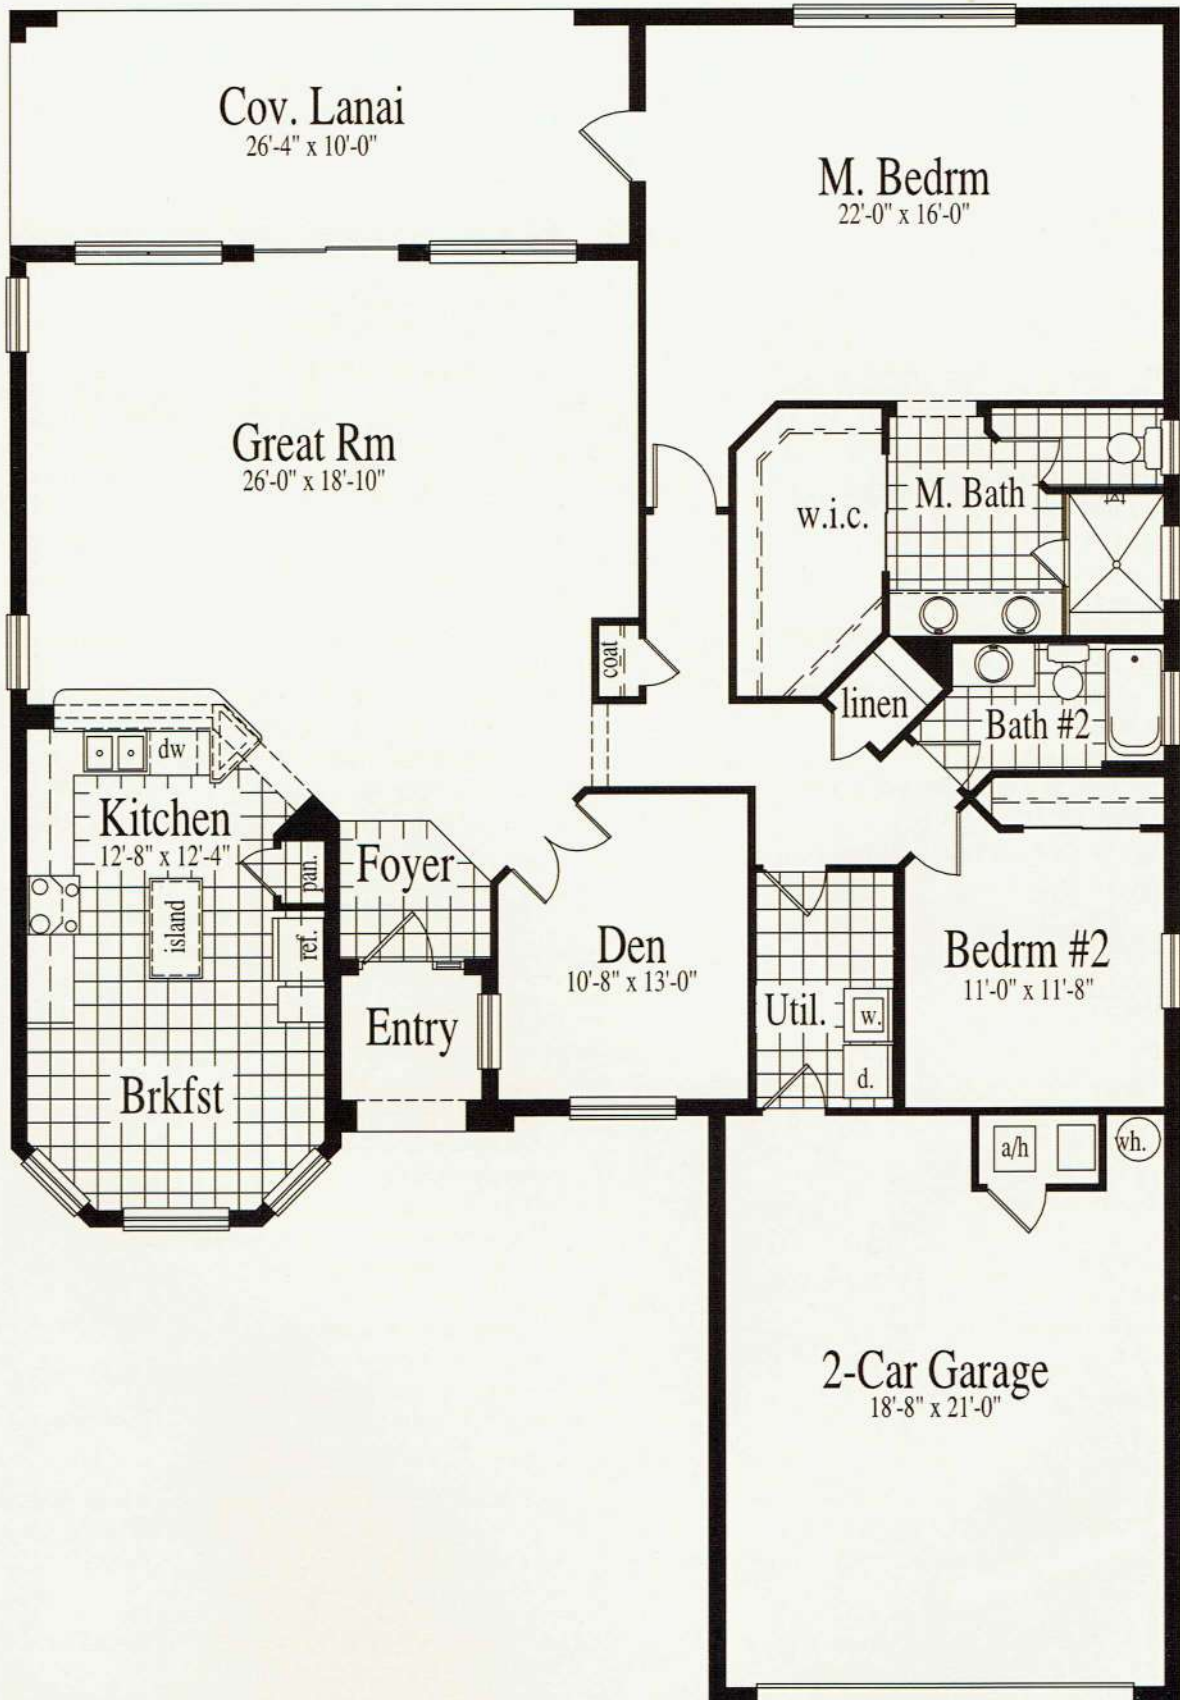 Cov. Lanai
26'-4" x 10'-0"
M. Bedrm
22'-0" x 16'-0"
Great Rm
26'-0" x 18'-10"
w.i.c.
M. Bath
coat
linen
Bath #2
dw
Kitchen
12'-8" x 12'-4"
pan.
island
ref.
Foyer
Entry
Den
10'-8" x 13'-0"
Util.
w.
d.
Bedrm #2
11'-0" x 11'-8"
Brkfst
a/h
wh.
2-Car Garage
18'-8" x 21'-0"